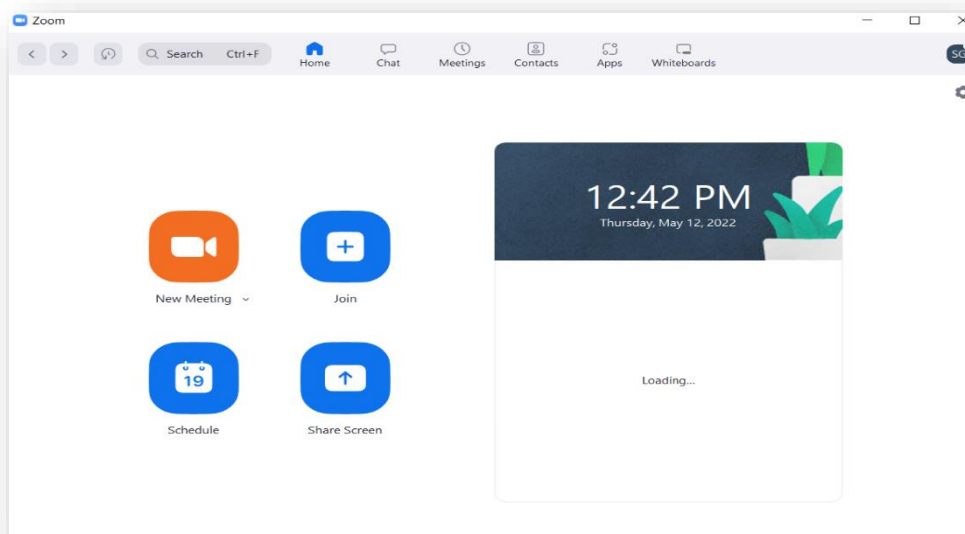 Zoom
Search Ctrl+F
Home Chat Meetings Contacts Apps Whiteboards
SG
12:42 PM
Thursday, May 12, 2022
New Meeting Join
19
Schedule Share Screen
Loading...